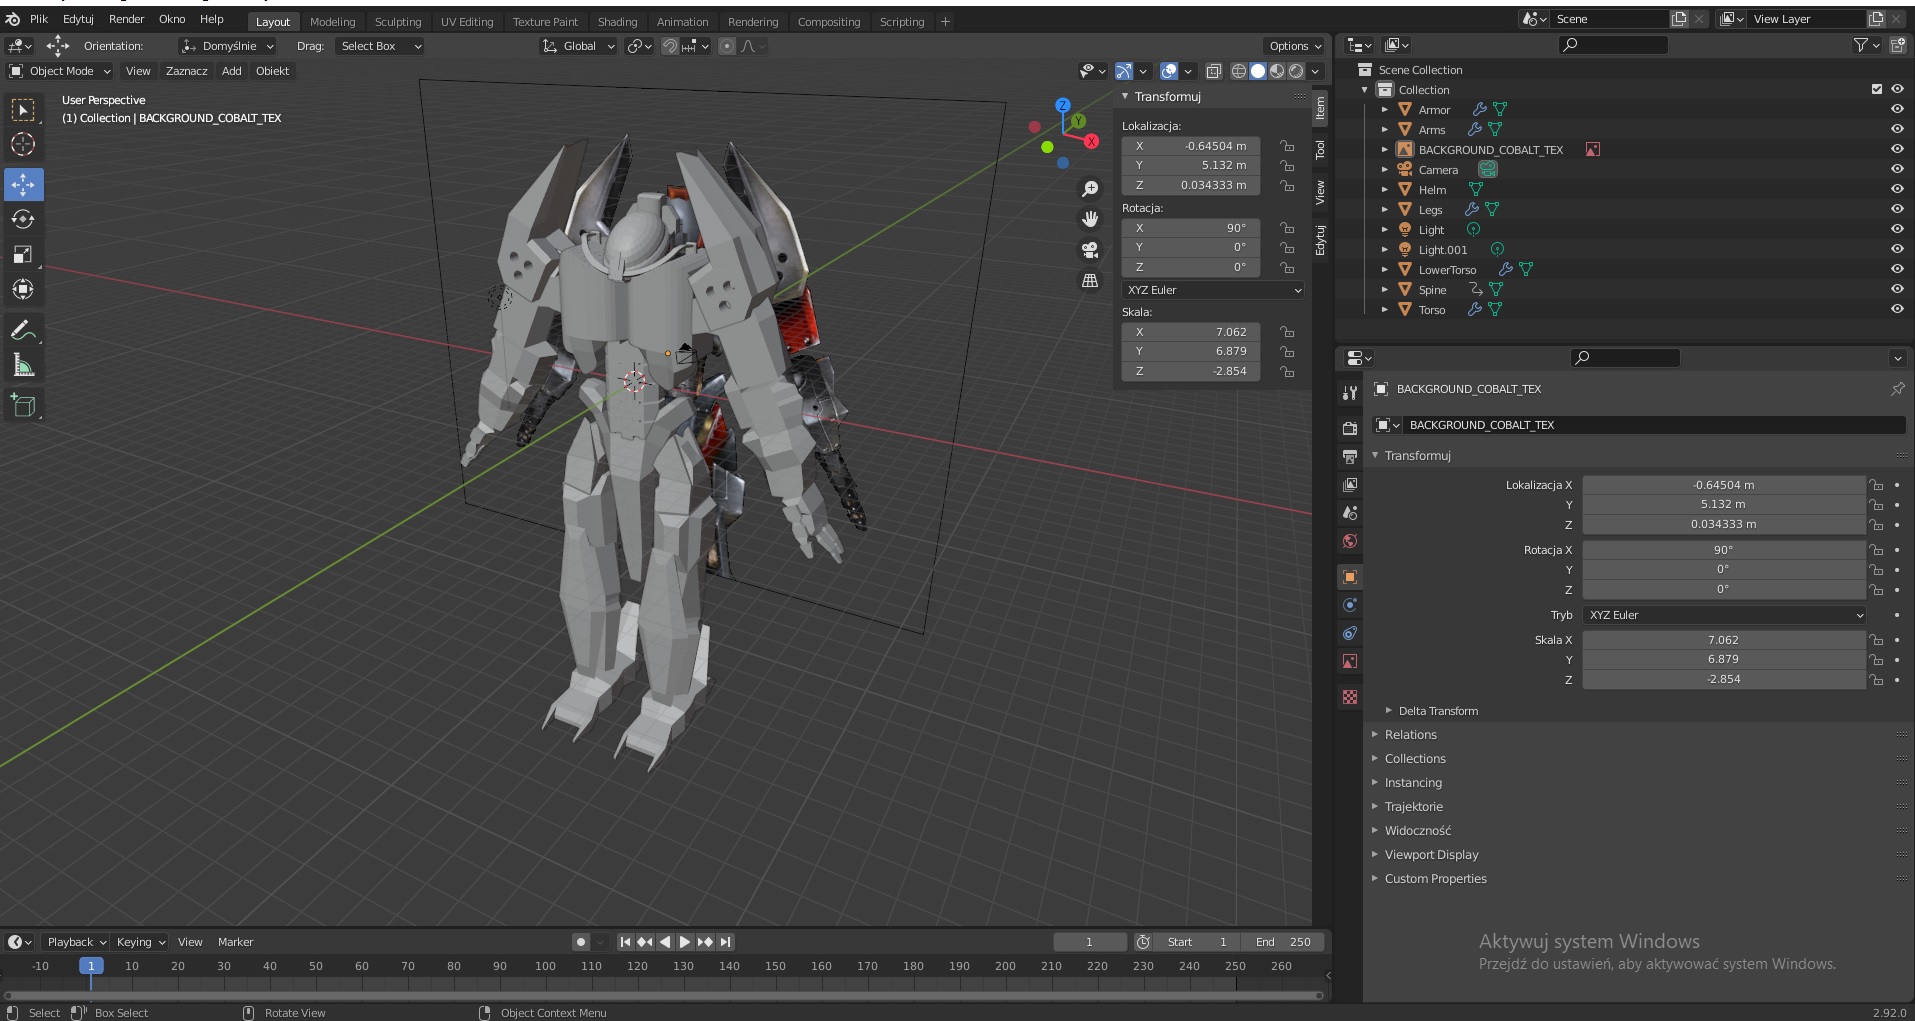 Plik Edytuj Render Okno Help Layout Modeling Sculpting UV Editing Texture Paint Shading Animation Rendering Compositing Scripting + Scene View Layer
Orientation: Domyślnie Drag: Select Box Global Options
Object Mode View Zaznacz Add Obiekt
User Perspective
(1) Collection | BACKGROUND_COBALT_TEX
Z
Y
X
Transformuj
Lokalizacja:
X -0.64504 m
Y 5.132 m
Z 0.034333 m
Rotacja:
X 90°
Y 0°
Z 0°
XYZ Euler
Skala:
X 7.062
Y 6.879
Z -2.854
Item
Tool
View
Edytuj
Scene Collection
Collection
Armor
Arms
BACKGROUND_COBALT_TEX
Camera
Helm
Legs
Light
Light.001
LowerTorso
Spine
Torso
BACKGROUND_COBALT_TEX
BACKGROUND_COBALT_TEX
Transformuj
Lokalizacja X -0.64504 m
Y 5.132 m
Z 0.034333 m
Rotacja X 90°
Y 0°
Z 0°
Tryb XYZ Euler
Skala X 7.062
Y 6.879
Z -2.854
Delta Transform
Relations
Collections
Instancing
Trajektorie
Widoczność
Viewport Display
Custom Properties
Aktywuj system Windows
Przejdź do ustawień, aby aktywować system Windows.
Playback Keying View Marker 1 Start 1 End 250
-10 1 10 20 30 40 50 60 70 80 90 100 110 120 130 140 150 160 170 180 190 200 210 220 230 240 250 260
Select Box Select Rotate View Object Context Menu 2.92.0